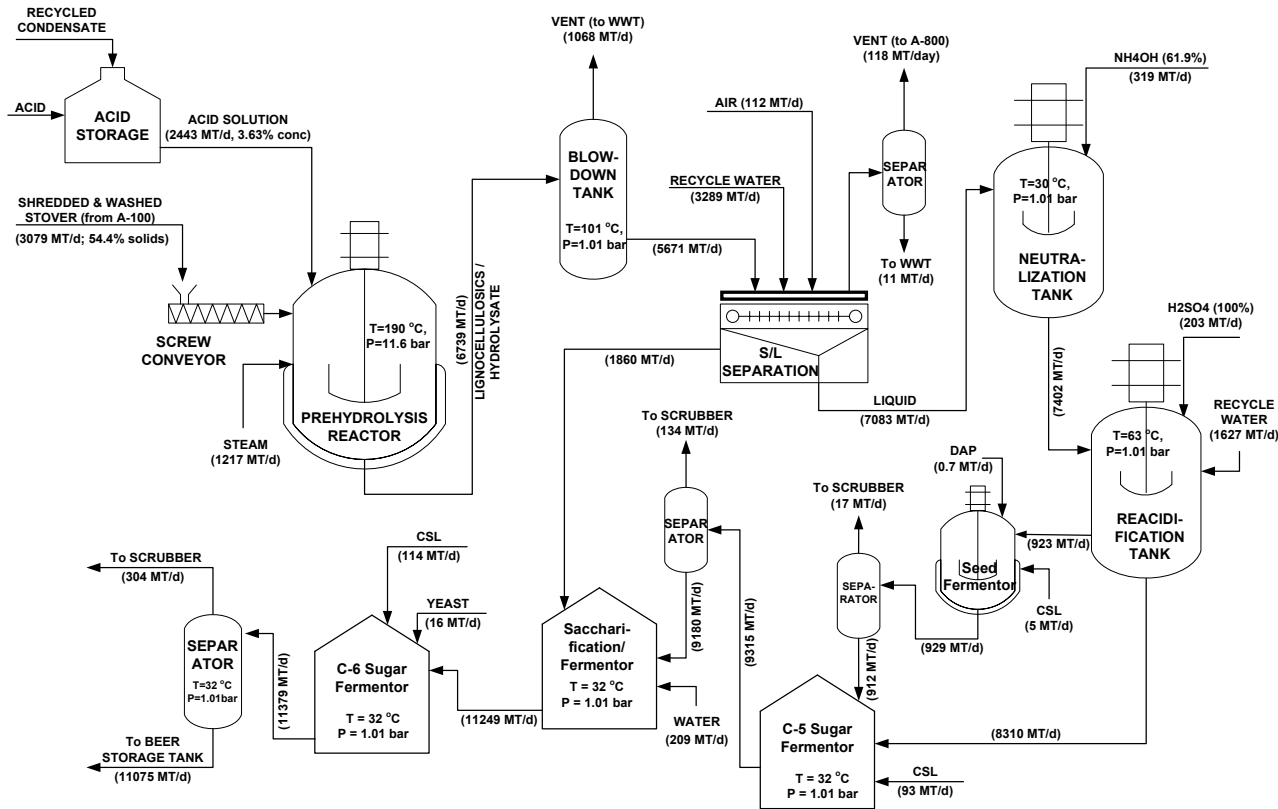 RECYCLED
CONDENSATE
ACID
ACID
STORAGE
ACID SOLUTION
(2443 MT/d, 3.63% conc)
SHREDDED & WASHED
STOVER (from A-100)
(3079 MT/d; 54.4% solids)
SCREW
CONVEYOR
T=190 °C,
P=11.6 bar
PREHYDROLYSIS
REACTOR
STEAM
(1217 MT/d)
(6739 MT/d)
LIGNOCELLULOSICS /
HYDROLYSATE
VENT (to WWT)
(1068 MT/d)
BLOW-
DOWN
TANK
T=101 °C,
P=1.01 bar
(5671 MT/d)
RECYCLE WATER
(3289 MT/d)
AIR (112 MT/d)
VENT (to A-800)
(118 MT/day)
SEPAR
ATOR
To WWT
(11 MT/d)
S/L
SEPARATION
(1860 MT/d)
LIQUID
(7083 MT/d)
NH4OH (61.9%)
(319 MT/d)
T=30 °C,
P=1.01 bar
NEUTRA-
LIZATION
TANK
(7402 MT/d)
H2SO4 (100%)
(203 MT/d)
RECYCLE
WATER
(1627 MT/d)
T=63 °C,
P=1.01 bar
REACIDI-
FICATION
TANK
(923 MT/d)
DAP
(0.7 MT/d)
Seed
Fermentor
CSL
(5 MT/d)
(929 MT/d)
To SCRUBBER
(17 MT/d)
SEPA-
RATOR
(912 MT/d)
(8310 MT/d)
CSL
(93 MT/d)
C-5 Sugar
Fermentor
T = 32 °C
P = 1.01 bar
(9315 MT/d)
To SCRUBBER
(134 MT/d)
SEPAR
ATOR
(9180 MT/d)
Sacchari-
fification/
Fermentor
T = 32 °C
P = 1.01 bar
WATER
(209 MT/d)
(11249 MT/d)
CSL
(114 MT/d)
YEAST
(16 MT/d)
C-6 Sugar
Fermentor
T = 32 °C
P = 1.01 bar
(11379 MT/d)
To SCRUBBER
(304 MT/d)
SEPAR
ATOR
T=32 °C
P=1.01bar
To BEER
STORAGE TANK
(11075 MT/d)